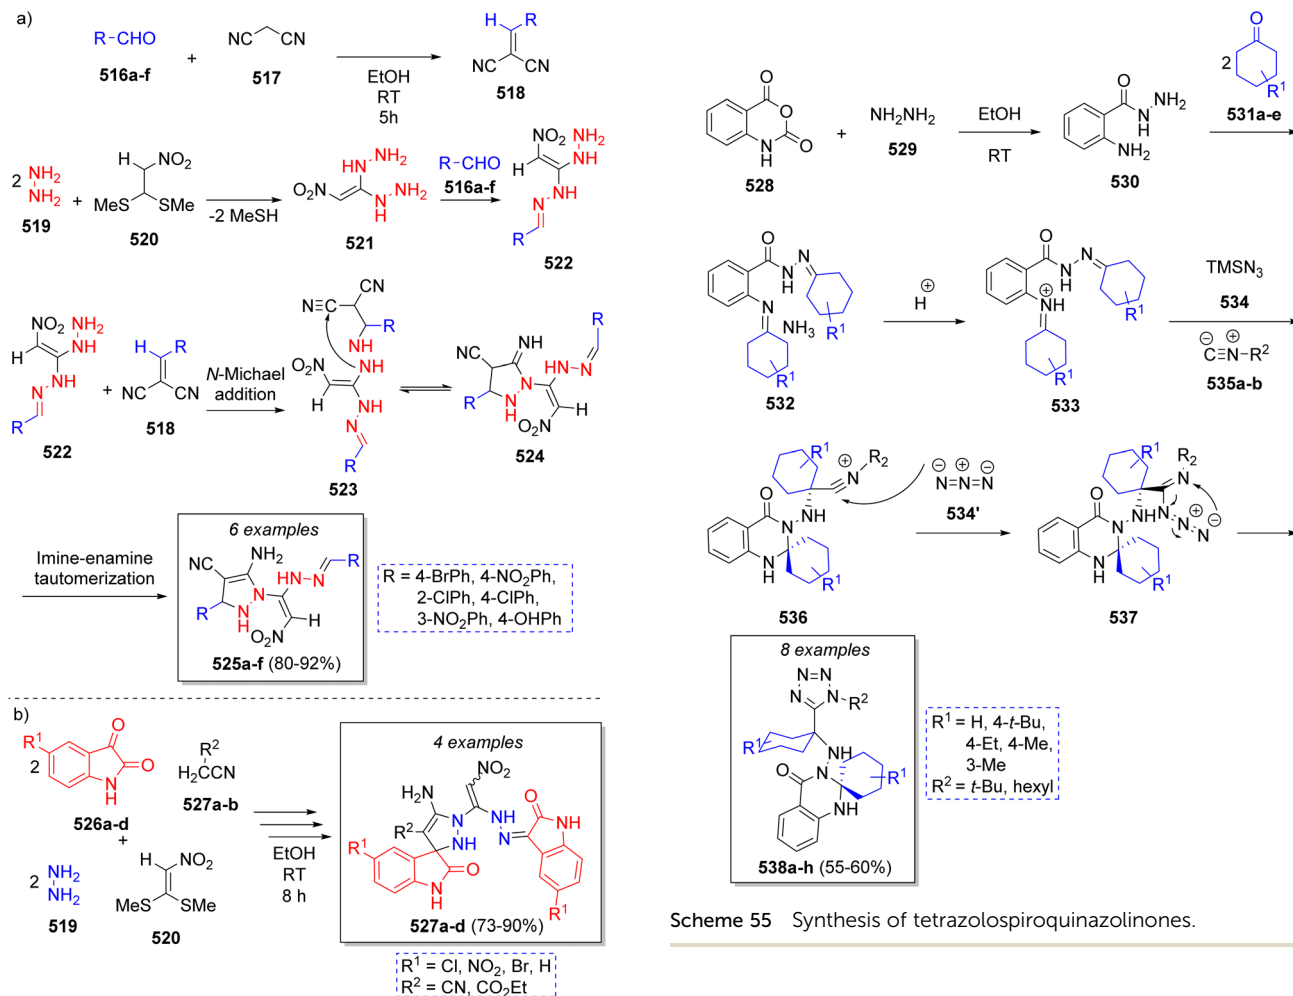 a)
R-CHO
516a-f
+
NC CN
517
EtOH
RT
5h
H R
CN CN
518
2 NH2
NH2
519
+
H NO2
MeS SMe
520
-2 MeSH
HN-NH2
O2N NH2
N-NH
H
521
R-CHO
516a-f
NO2 NH2
H NH
NH
N
R
522
NO2 NH2
H NH
NH
N
R
522
+
H R
CN CN
518
N-Michael
addition
CN
N≡C
R
NH
O2N NH
H NH
N
R
523
NC NH R
N HN-N
R N
H
O2N H
524
Imine-enamine
tautomerization
6 examples
NC NH2 R
N HN-N
R N
H
O2N H
525a-f (80-92%)
R = 4-BrPh, 4-NO2Ph,
2-ClPh, 4-ClPh,
3-NO2Ph, 4-OHPh
b)
R1 O
2 O
N
H
526a-d
R2
H2C CN
527a-b
+
2 NH2
NH2
519
H NO2
MeS SMe
520
EtOH
RT
8 h
4 examples
NO2
H2N
R2 N NH O NH
NH N
R1 O
N
H
R1
527a-d (73-90%)
R1 = Cl, NO2, Br, H
R2 = CN, CO2Et
O
O
N O
H
528
+
NH2NH2
529
EtOH
RT
O
NH2
N
H
NH2
530
O
2
R1
531a-e
O
N
N
H
N NH3
R1
R1
532
⊕
H
O
N
N
H
⊕
NH
R1
R1
533
TMSN3
534
⊖ ⊕
C≡N-R2
535a-b
R1 ⊕ R2
N
O NH
N
N
H
R1
536
⊖ ⊕ ⊖
N=N=N
534'
R1 R2
N
O NH N ⊕ ⊖
N N N
N
H
R1
537
8 examples
N=N
N N-R2
R1
NH
O N R1
NH
538a-h (55-60%)
R1 = H, 4-t-Bu,
4-Et, 4-Me,
3-Me
R2 = t-Bu, hexyl
Scheme 55 Synthesis of tetrazolospiroquinazolinones.